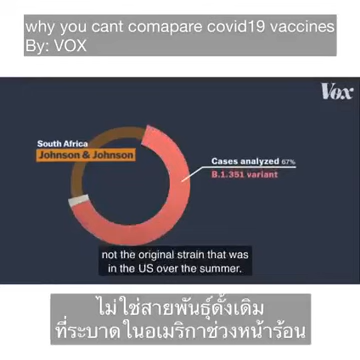 why you cant comapare covid19 vaccines
By: VOX
Vox
South Africa
Johnson & Johnson
Cases analyzed 67%
B.1.351 variant
not the original strain that was
in the US over the summer.
ไม่ใช่สายพันธุ์ดั้งเดิม
ที่ระบาดในอเมริกาช่วงหน้าร้อน